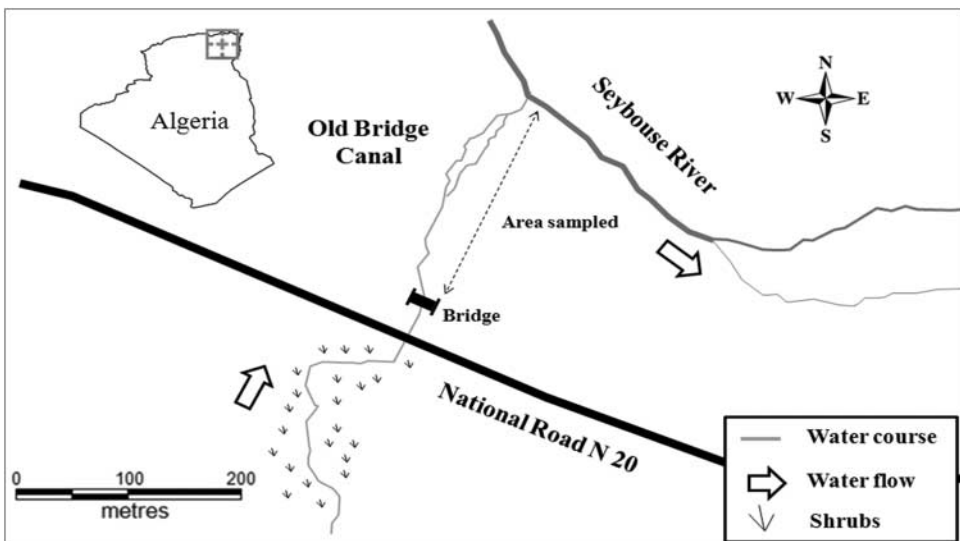 Algeria
Old Bridge
Canal
Seybouse River
N
W E
S
Area sampled
Bridge
National Road N 20
0 100 200
metres
Water course
Water flow
Shrubs